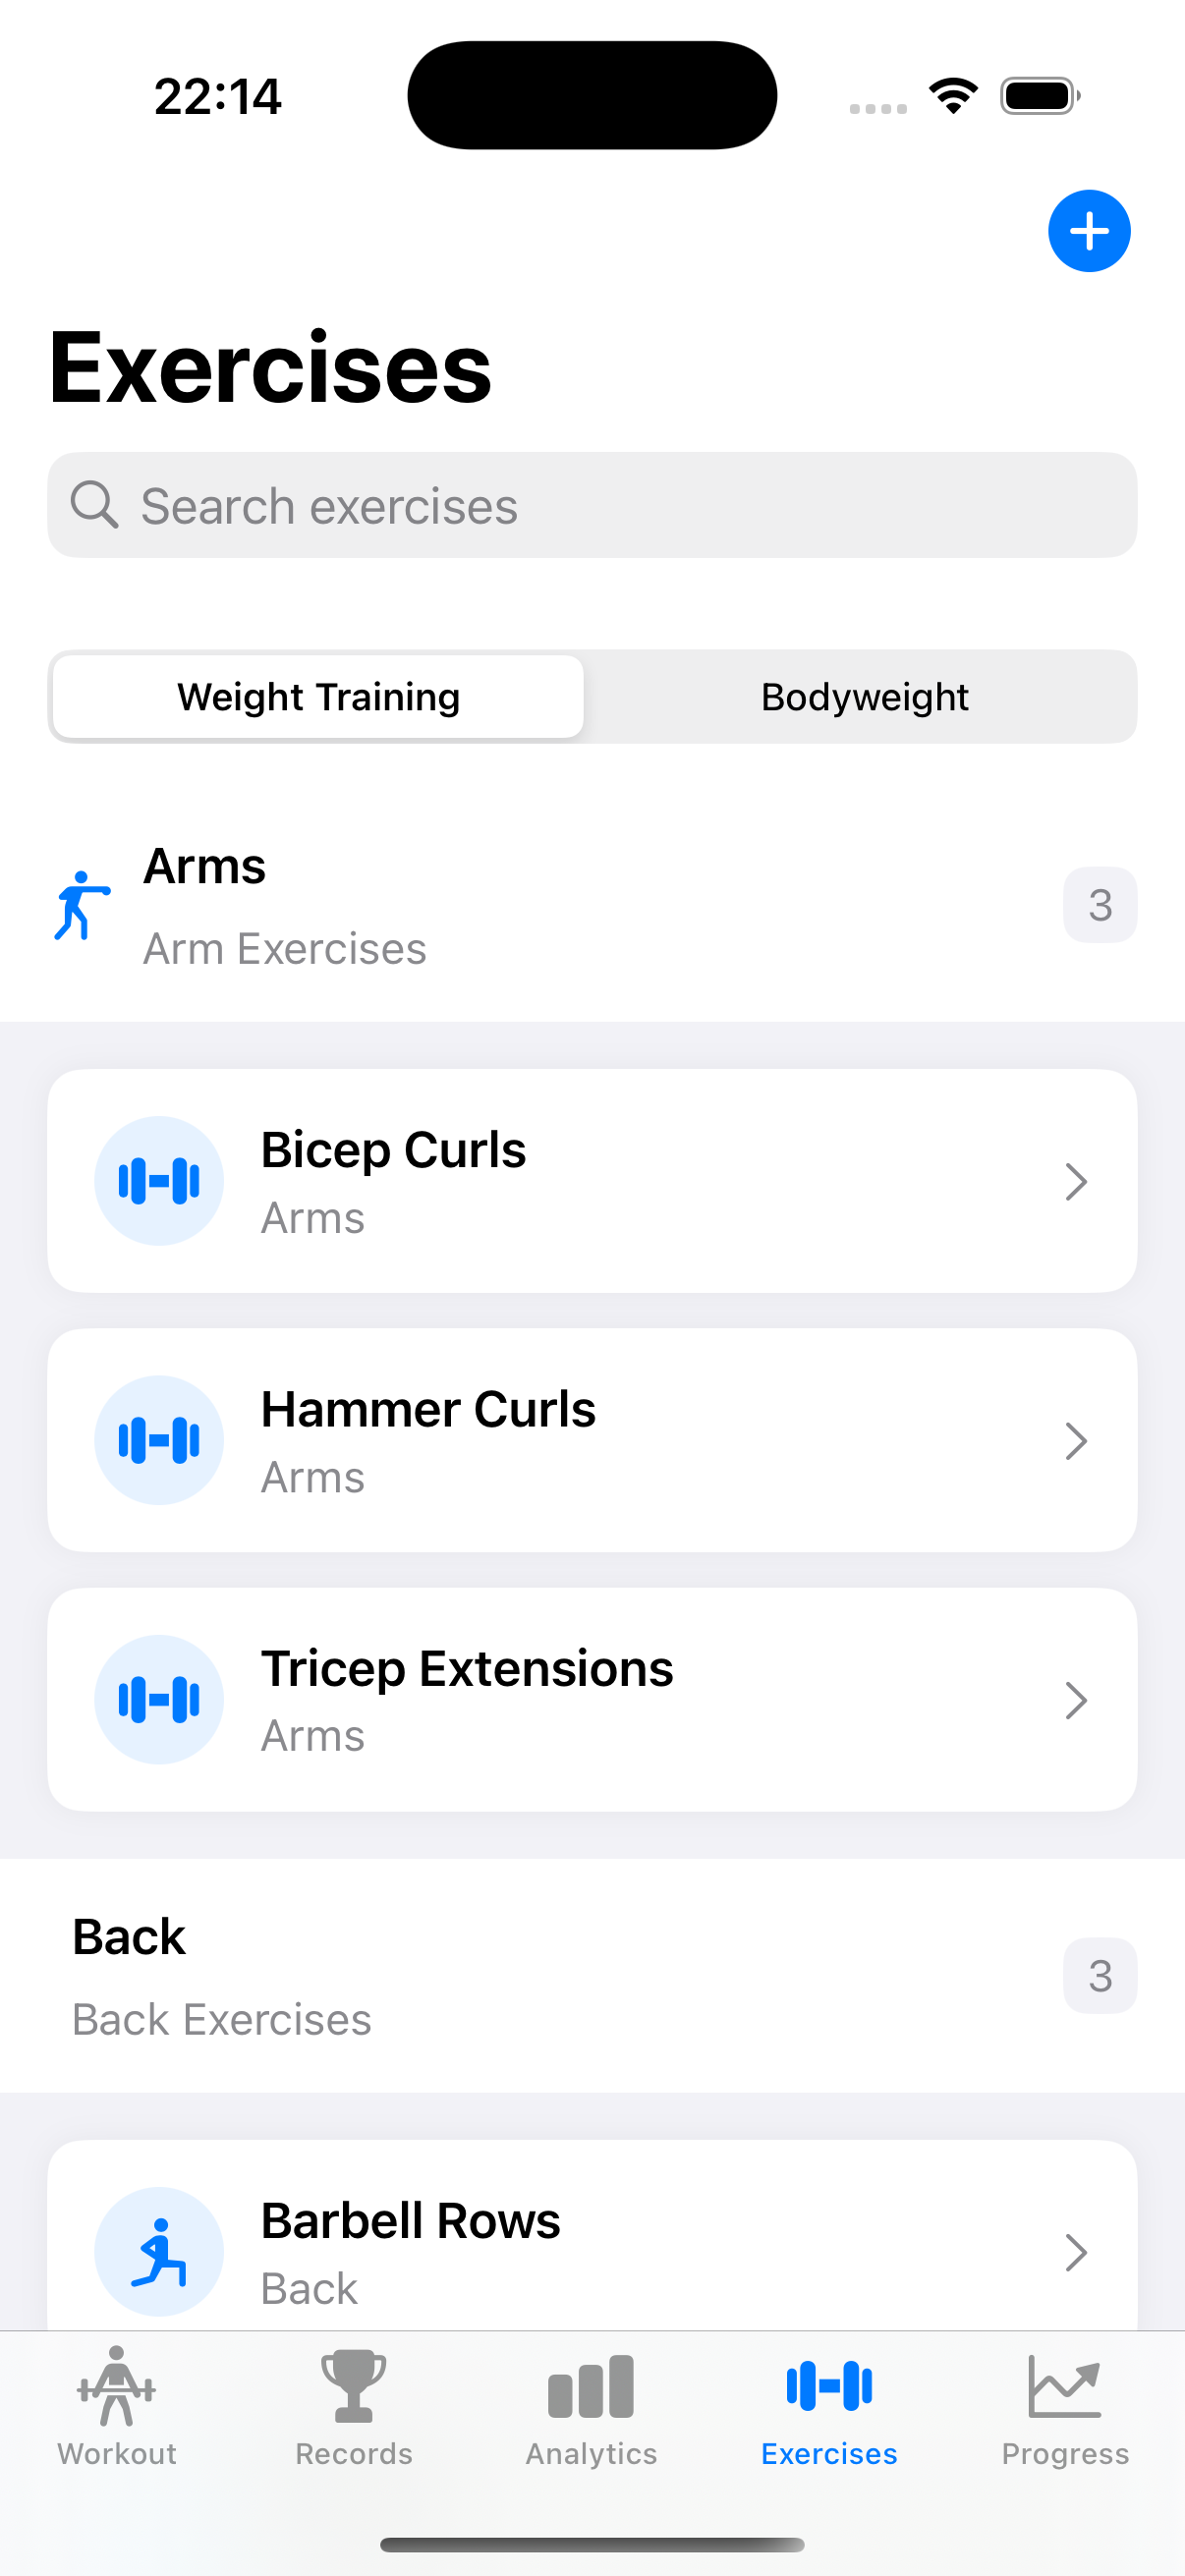 22:14
Exercises
Search exercises
Weight Training
Bodyweight
Arms
Arm Exercises
3
Bicep Curls
Arms
Hammer Curls
Arms
Tricep Extensions
Arms
Back
Back Exercises
3
Barbell Rows
Back
Workout
Records
Analytics
Exercises
Progress